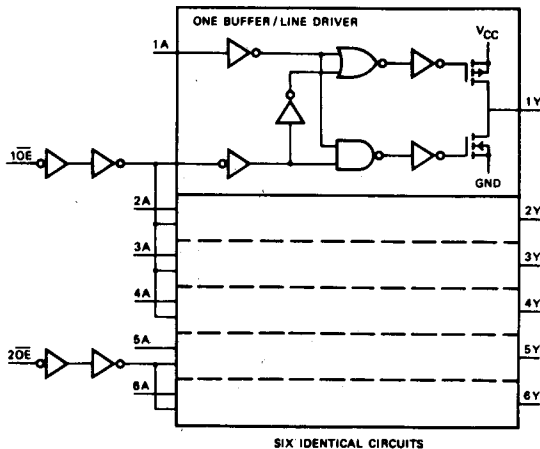 ONE BUFFER/LINE DRIVER
VCC
1A
1Y
1OE
GND
2A
2Y
3A
3Y
4A
4Y
5A
5Y
2OE
6A
6Y
SIX IDENTICAL CIRCUITS